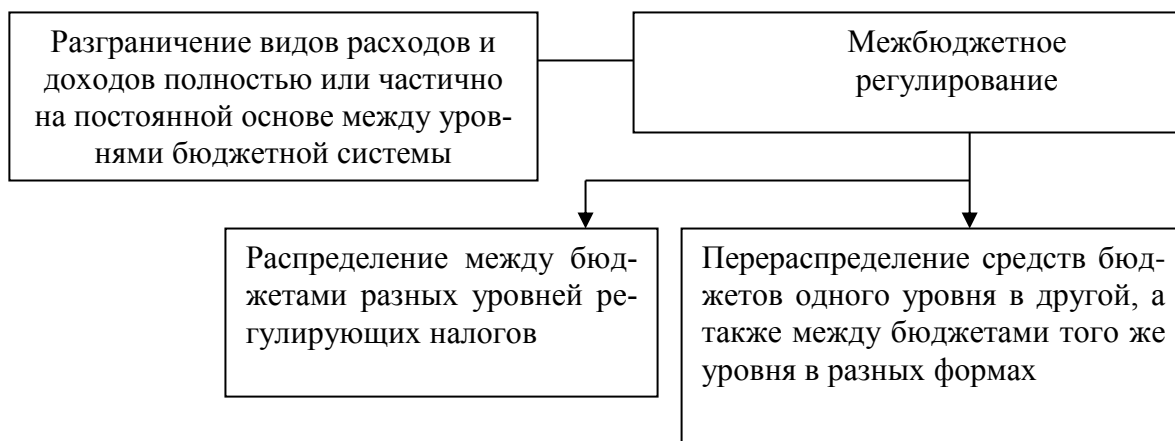 Разграничение видов расходов и
доходов полностью или частично
на постоянной основе между уров-
нями бюджетной системы
Межбюджетное
регулирование
Распределение между бюд-
жетами разных уровней ре-
гулирующих налогов
Перераспределение средств бюд-
жетов одного уровня в другой, а
также между бюджетами того же
уровня в разных формах